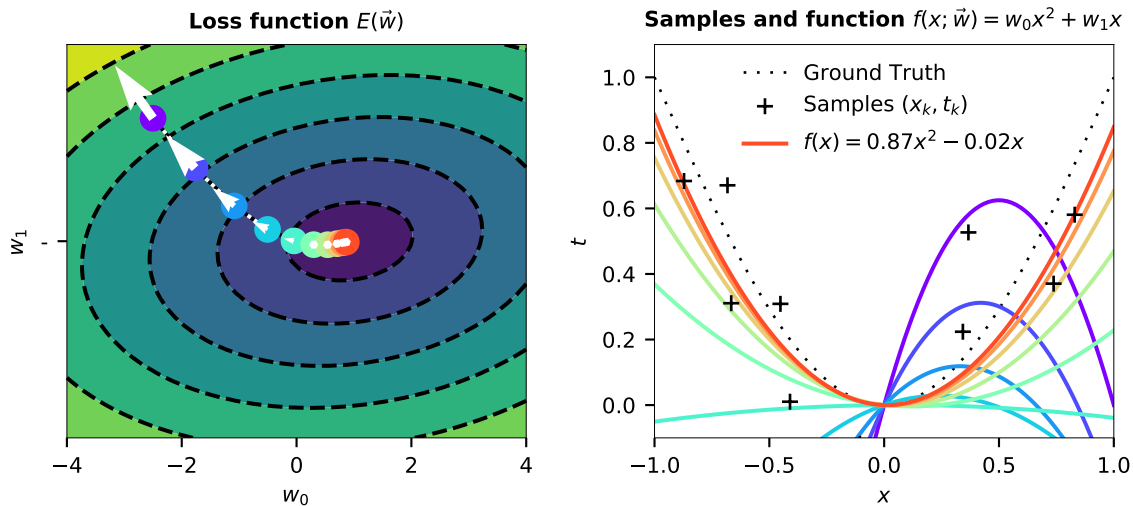 Loss function E(w⃗)
w₁
-
−4
−2
0
2
4
w₀
Samples and function f(x; w⃗) = w₀x² + w₁x
Ground Truth
Samples (xₖ, tₖ)
f(x) = 0.87x² − 0.02x
t
1.0
0.8
0.6
0.4
0.2
0.0
−1.0
−0.5
0.0
0.5
1.0
x